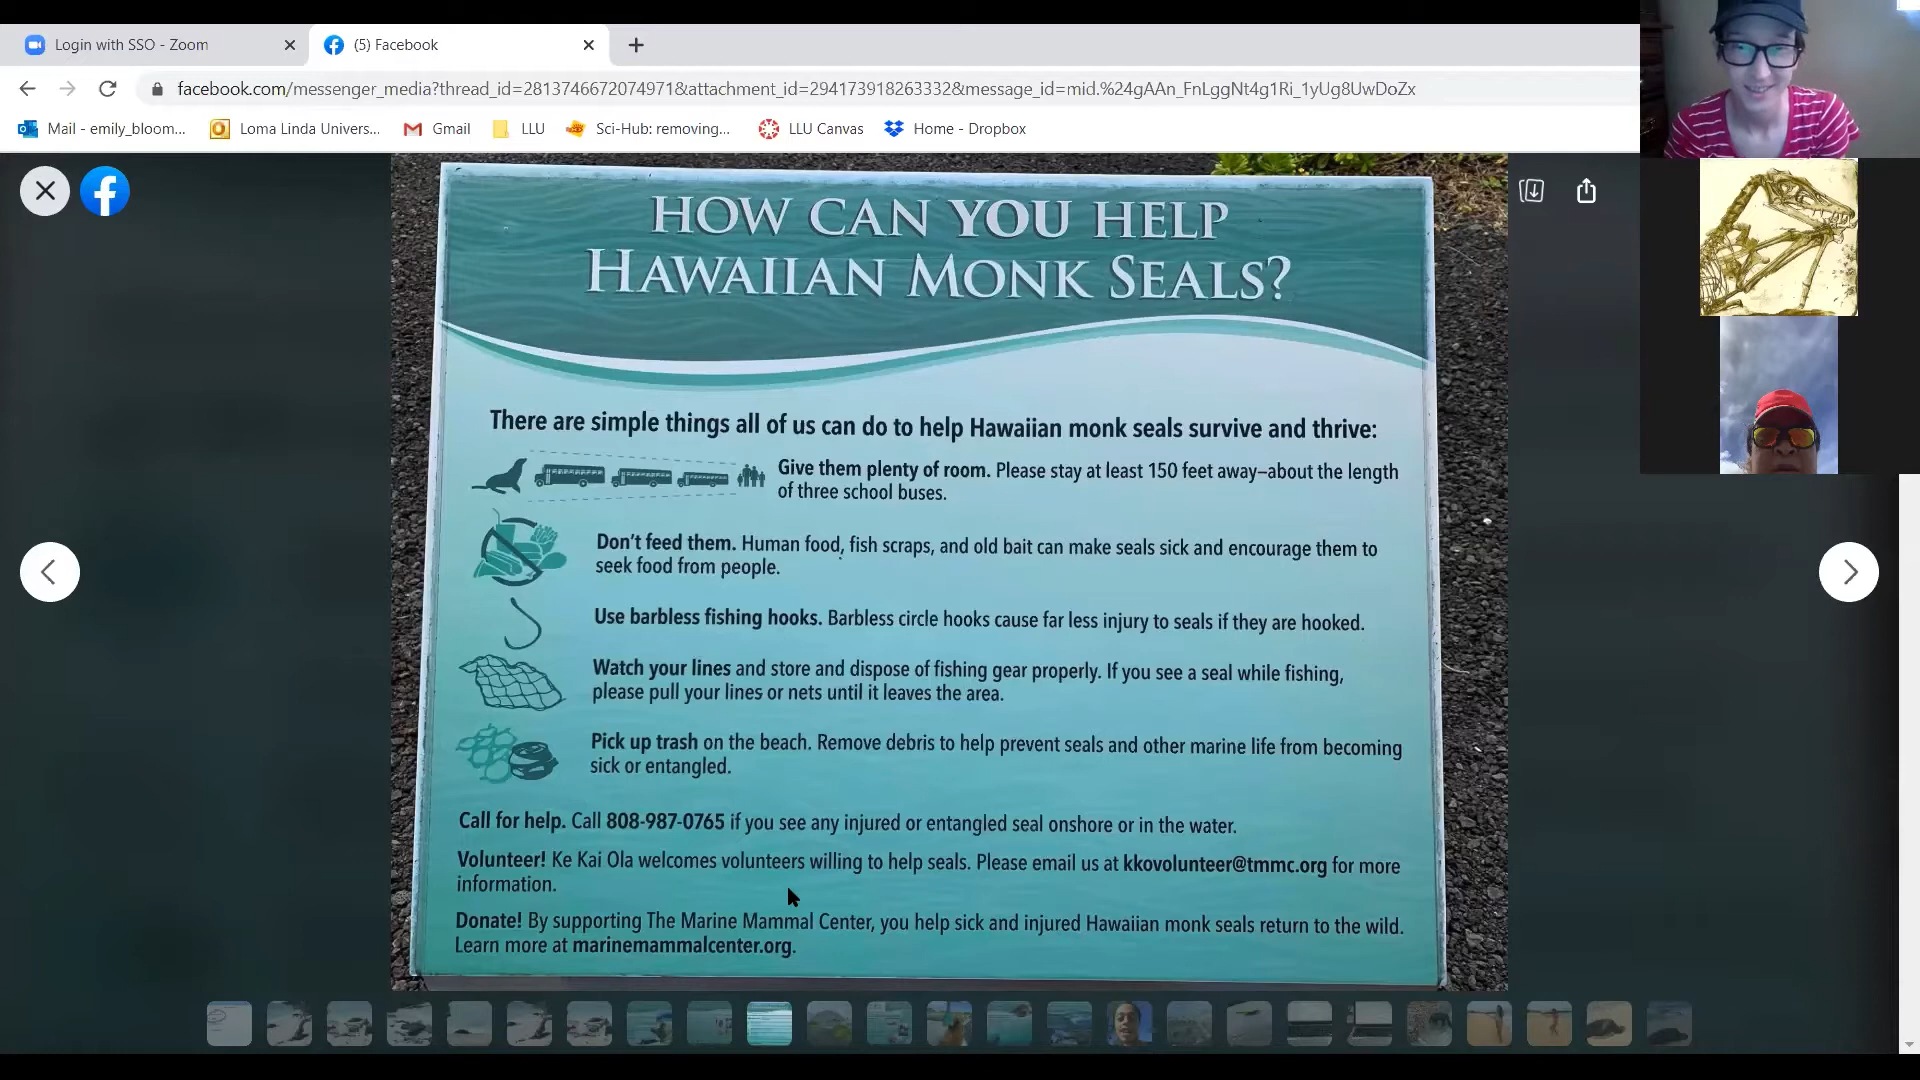 Login with SSO - Zoom
(5) Facebook
facebook.com/messenger_media?thread_id=2813746672074971&attachment_id=294173918263332&message_id=mid.%24gAAn_FnLggNt4g1Ri_1yUg8UwDoZx
Mail - emily_bloom...
Loma Linda Univers...
Gmail
LLU
Sci-Hub: removing...
LLU Canvas
Home - Dropbox
HOW CAN YOU HELP
HAWAIIAN MONK SEALS?
There are simple things all of us can do to help Hawaiian monk seals survive and thrive:
Give them plenty of room. Please stay at least 150 feet away–about the length
of three school buses.
Don't feed them. Human food, fish scraps, and old bait can make seals sick and encourage them to
seek food from people.
Use barbless fishing hooks. Barbless circle hooks cause far less injury to seals if they are hooked.
Watch your lines and store and dispose of fishing gear properly. If you see a seal while fishing,
please pull your lines or nets until it leaves the area.
Pick up trash on the beach. Remove debris to help prevent seals and other marine life from becoming
sick or entangled.
Call for help. Call 808-987-0765 if you see any injured or entangled seal onshore or in the water.
Volunteer! Ke Kai Ola welcomes volunteers willing to help seals. Please email us at kkovolunteer@tmmc.org for more
information.
Donate! By supporting The Marine Mammal Center, you help sick and injured Hawaiian monk seals return to the wild.
Learn more at marinemammalcenter.org.